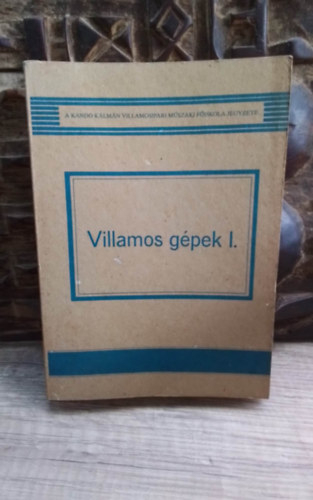 A KANDÓ KÁLMÁN VILLAMOSIPARI MŰSZAKI FŐISKOLA JEGYZETE
Villamos gépek I.